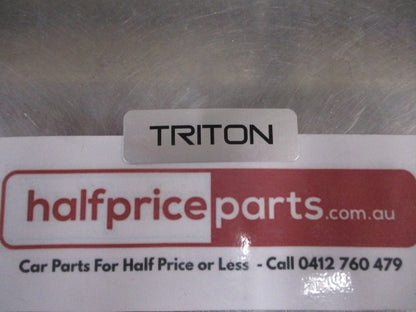 TRITON
halfpriceparts.com.au
Car Parts For Half Price or Less - Call 0412 760 479